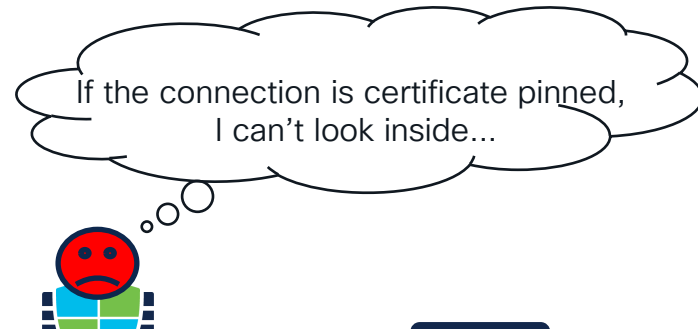 If the connection is certificate pinned,
I can't look inside...